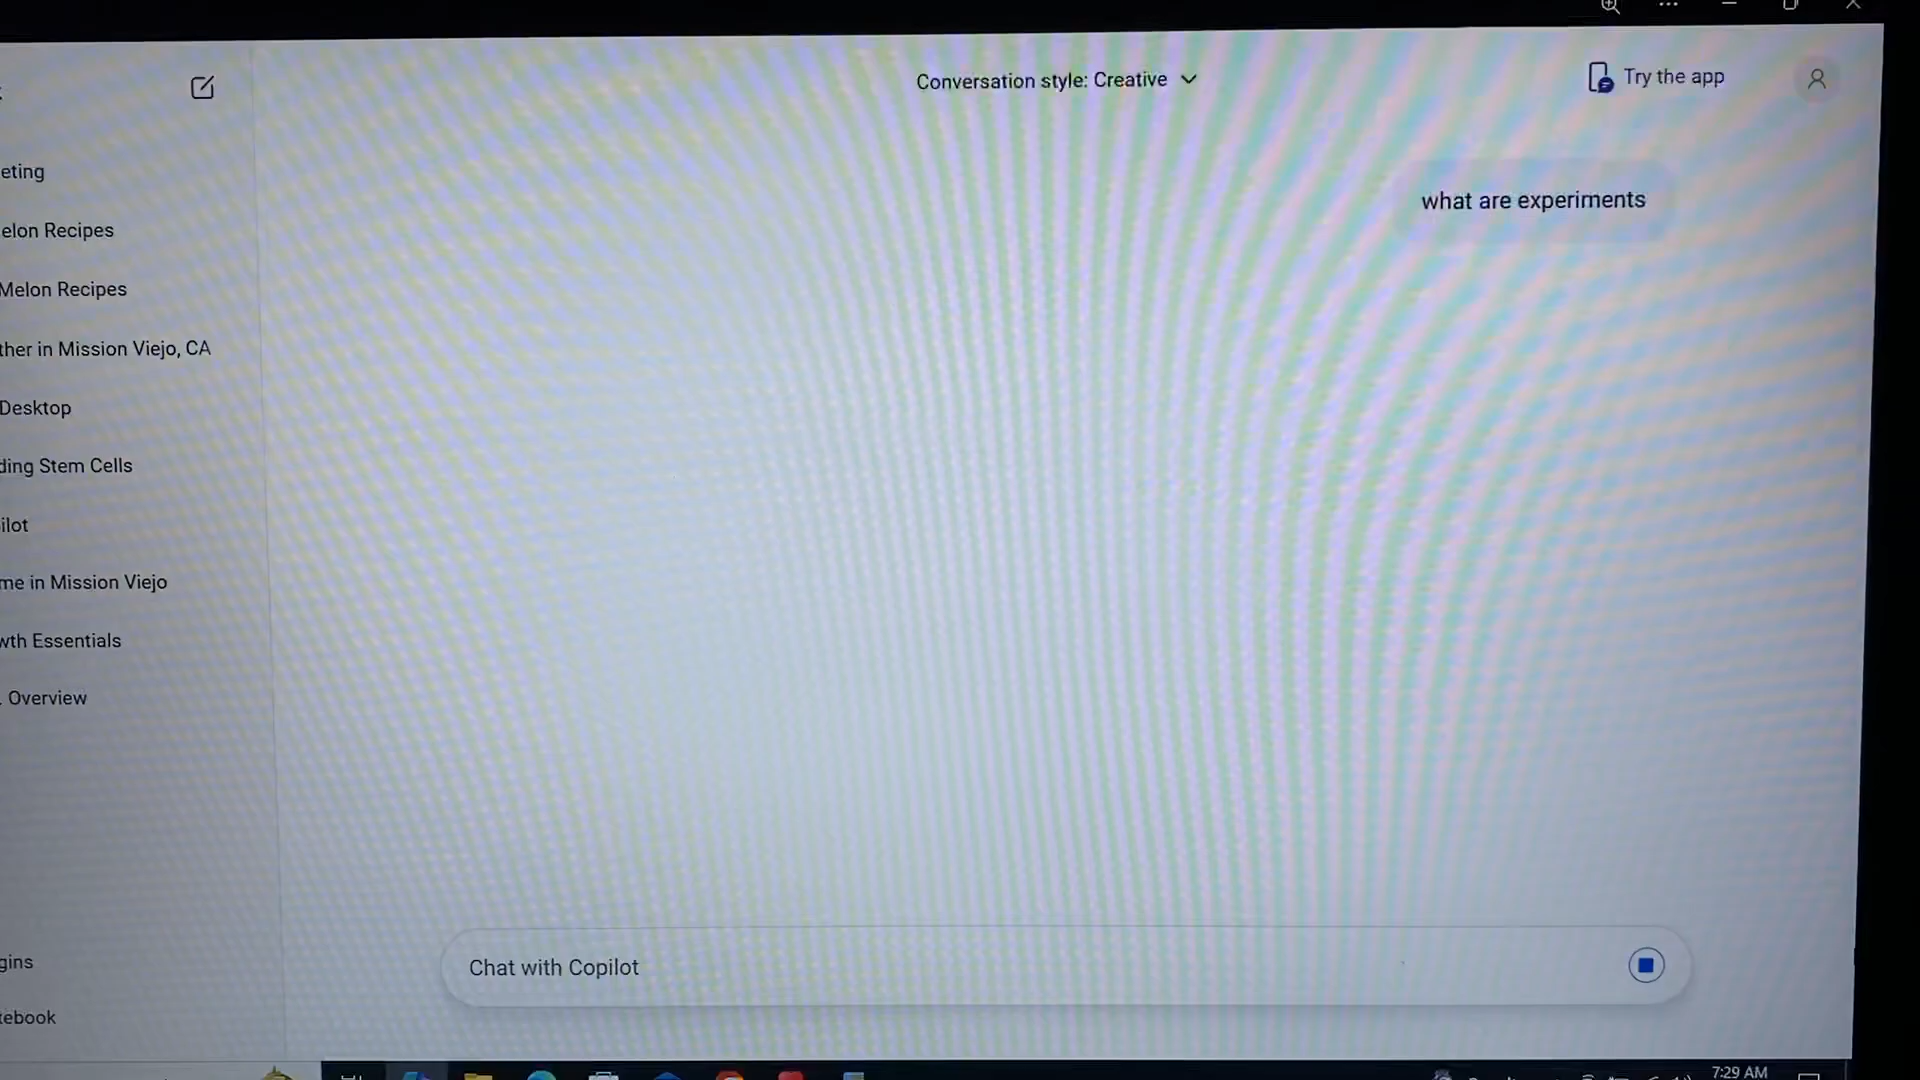 Conversation style: Creative
Try the app
eting
elon Recipes
Melon Recipes
ther in Mission Viejo, CA
Desktop
ding Stem Cells
ilot
me in Mission Viejo
wth Essentials
. Overview
gins
tebook
what are experiments
Chat with Copilot
7:29 AM